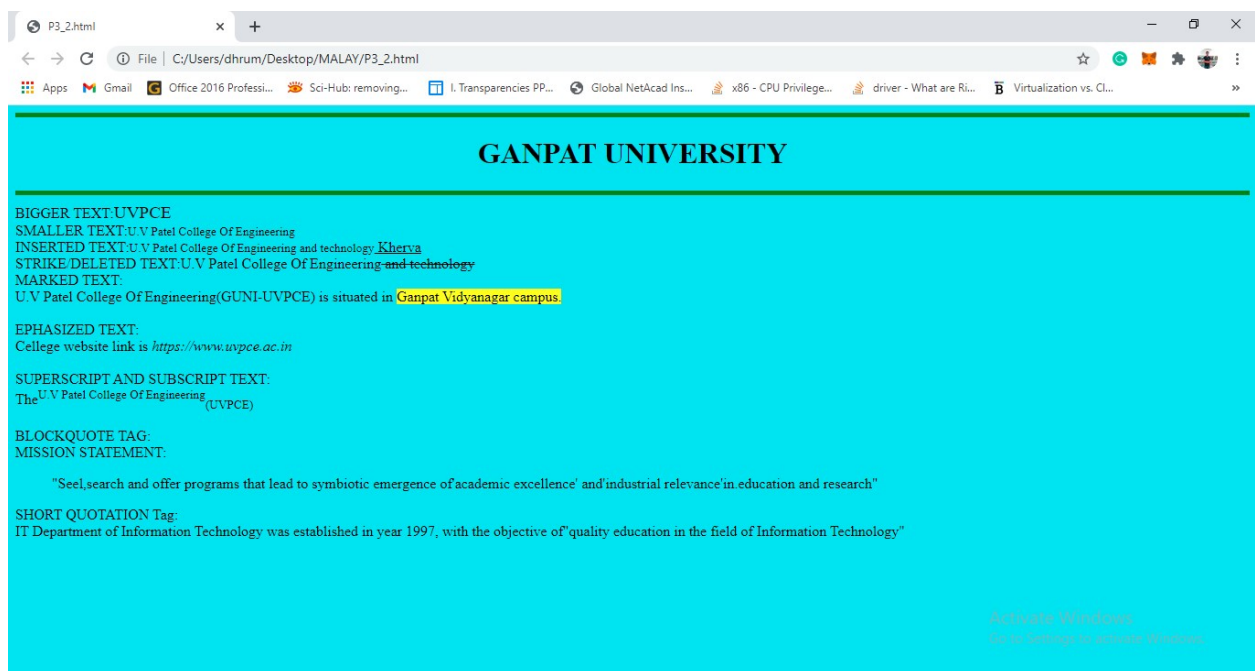 P3_2.html
File | C:/Users/dhrum/Desktop/MALAY/P3_2.html
Apps Gmail Office 2016 Professi... Sci-Hub: removing... I. Transparencies PP... Global NetAcad Ins... x86 - CPU Privilege... driver - What are Ri... Virtualization vs. Cl...
GANPAT UNIVERSITY
BIGGER TEXT:UVPCE
SMALLER TEXT:U.V Patel College Of Engineering
INSERTED TEXT:U.V Patel College Of Engineering and technology Kherva
STRIKE/DELETED TEXT:U.V Patel College Of Engineering and technology
MARKED TEXT:
U.V Patel College Of Engineering(GUNI-UVPCE) is situated in Ganpat Vidyanagar campus.
EPHASIZED TEXT:
Cellege website link is https://www.uvpce.ac.in
SUPERSCRIPT AND SUBSCRIPT TEXT:
TheU.V Patel College Of Engineering(UVPCE)
BLOCKQUOTE TAG:
MISSION STATEMENT:
"Seel,search and offer programs that lead to symbiotic emergence of'academic excellence' and'industrial relevance'in.education and research"
SHORT QUOTATION Tag:
IT Department of Information Technology was established in year 1997, with the objective of"quality education in the field of Information Technology"
Activate Windows
Go to Settings to activate Windows.